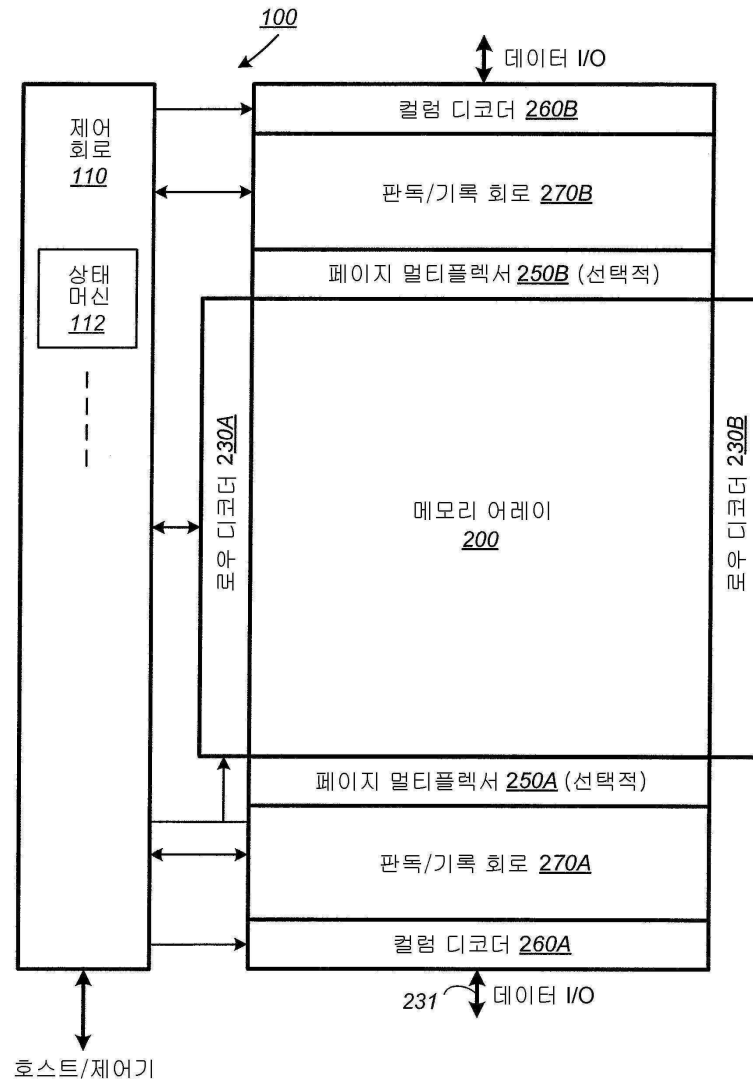 100
데이터 I/O
제어
회로
110
상태
머신
112
컬럼 디코더 260B
판독/기록 회로 270B
페이지 멀티플렉서 250B (선택적)
로우 디코더 230A
메모리 어레이
200
로우 디코더 230B
페이지 멀티플렉서 250A (선택적)
판독/기록 회로 270A
컬럼 디코더 260A
231
데이터 I/O
호스트/제어기